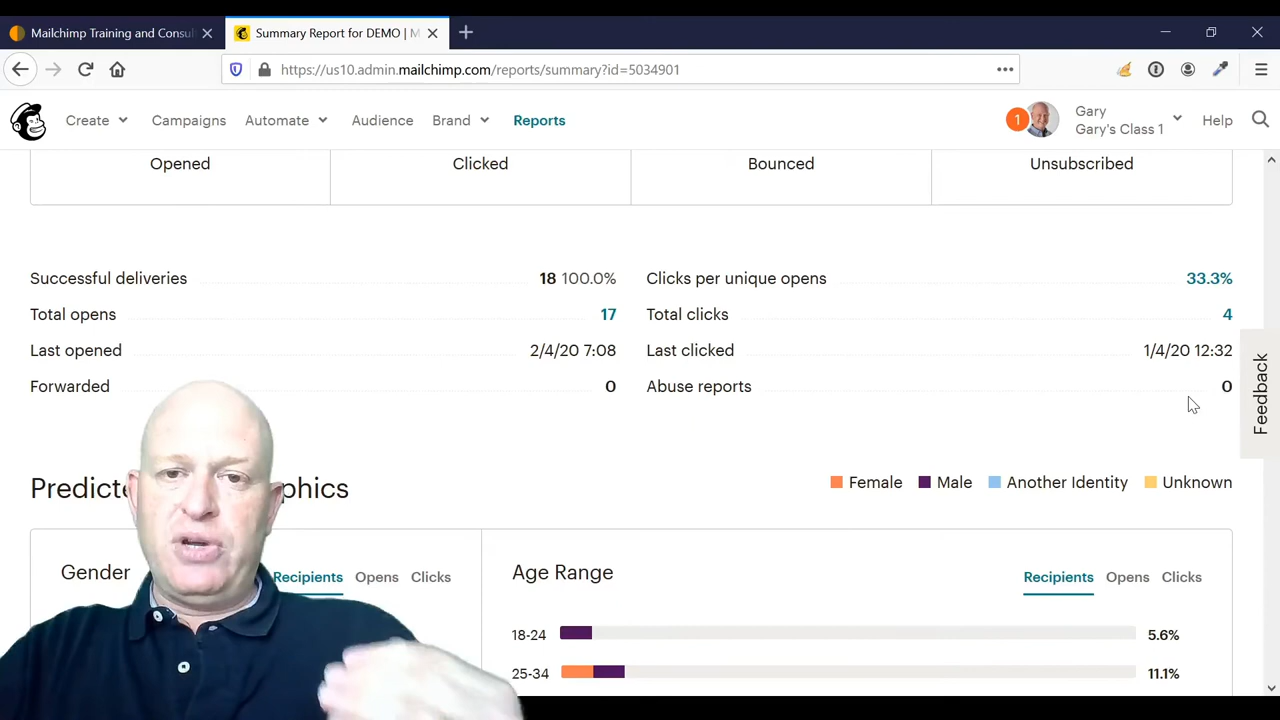 Mailchimp Training and Consul
Summary Report for DEMO | M
https://us10.admin.mailchimp.com/reports/summary?id=5034901
Create
Campaigns
Automate
Audience
Brand
Reports
1
Gary
Gary's Class 1
Help
Opened
Clicked
Bounced
Unsubscribed
Successful deliveries 18 100.0%
Clicks per unique opens 33.3%
Total opens 17
Total clicks 4
Last opened 2/4/20 7:08
Last clicked 1/4/20 12:32
Forwarded 0
Abuse reports 0
Feedback
Predicte phics
Female Male Another Identity Unknown
Gender
Recipients Opens Clicks
Age Range
Recipients Opens Clicks
18-24 5.6%
25-34 11.1%